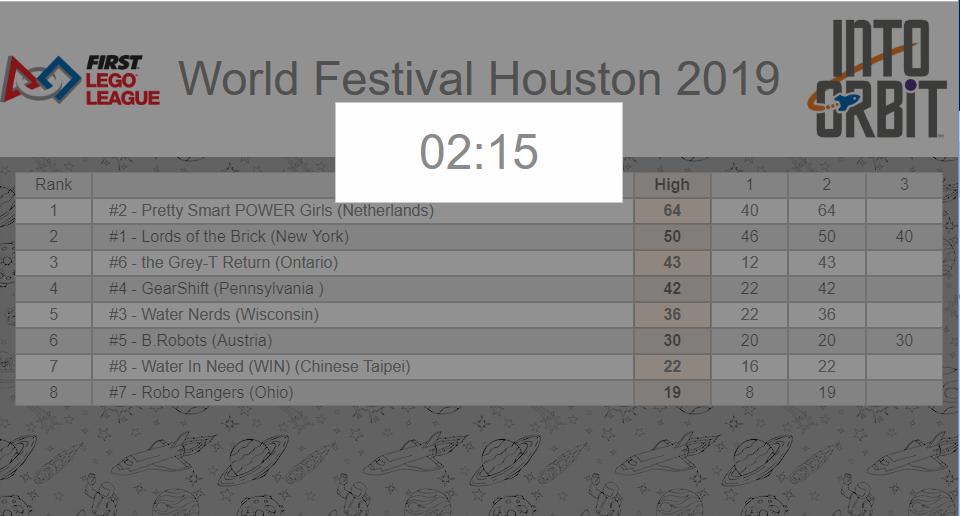 FIRST
LEGO
LEAGUE
World Festival Houston 2019
INTO
ORBIT
02:15
Rank High 1 2 3
1 #2 - Pretty Smart POWER Girls (Netherlands) 64 40 64
2 #1 - Lords of the Brick (New York) 50 46 50 40
3 #6 - the Grey-T Return (Ontario) 43 12 43
4 #4 - GearShift (Pennsylvania ) 42 22 42
5 #3 - Water Nerds (Wisconsin) 36 22 36
6 #5 - B.Robots (Austria) 30 20 20 30
7 #8 - Water In Need (WIN) (Chinese Taipei) 22 16 22
8 #7 - Robo Rangers (Ohio) 19 8 19